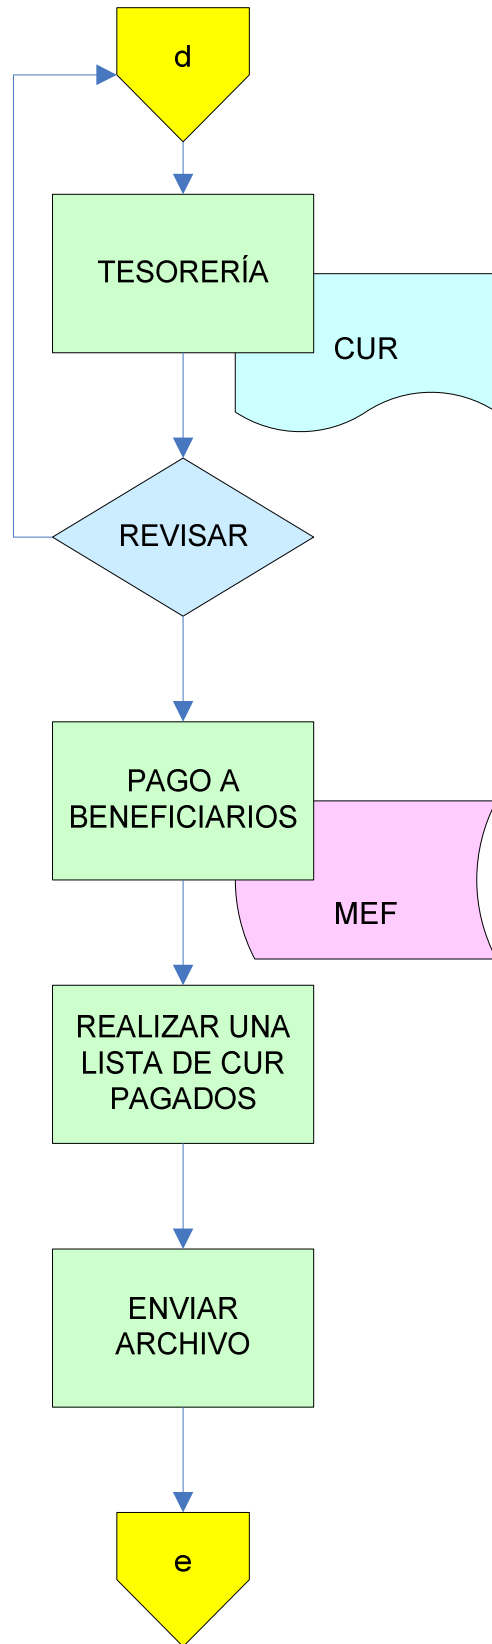 d
TESORERÍA
CUR
REVISAR
PAGO A
BENEFICIARIOS
MEF
REALIZAR UNA
LISTA DE CUR
PAGADOS
ENVIAR
ARCHIVO
e